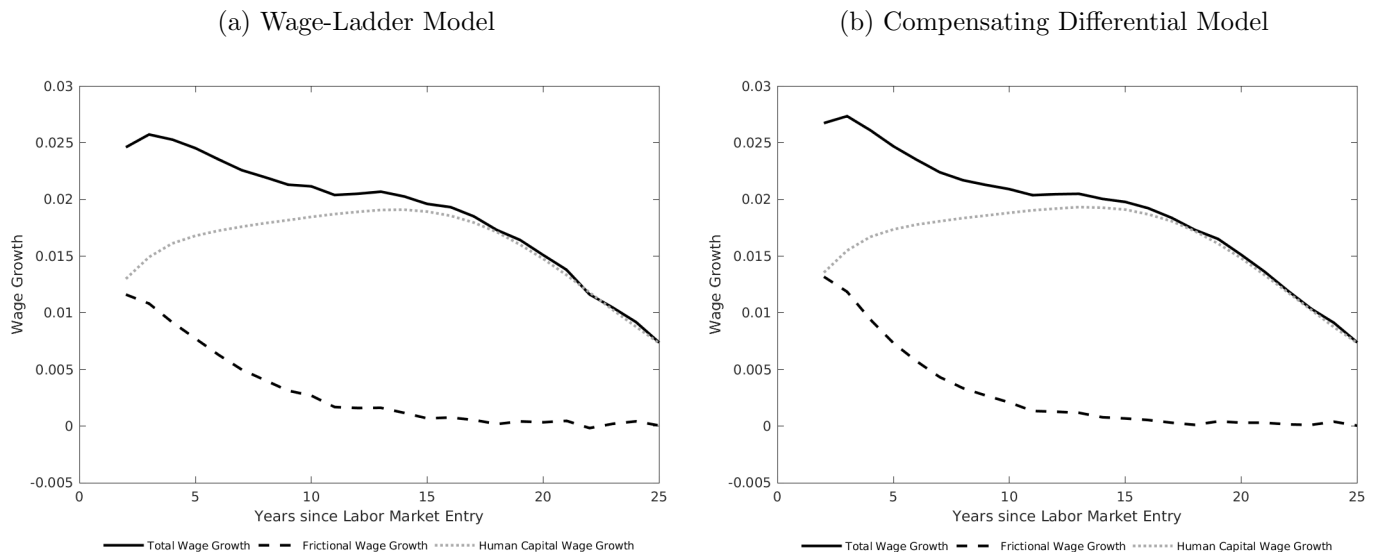 (a) Wage-Ladder Model
0.03
0.025
0.02
0.015
0.01
0.005
0
-0.005
Wage Growth
0 5 10 15 20 25
Years since Labor Market Entry
Total Wage Growth Frictional Wage Growth Human Capital Wage Growth
(b) Compensating Differential Model
0.03
0.025
0.02
0.015
0.01
0.005
0
-0.005
Wage Growth
0 5 10 15 20 25
Years since Labor Market Entry
Total Wage Growth Frictional Wage Growth Human Capital Wage Growth